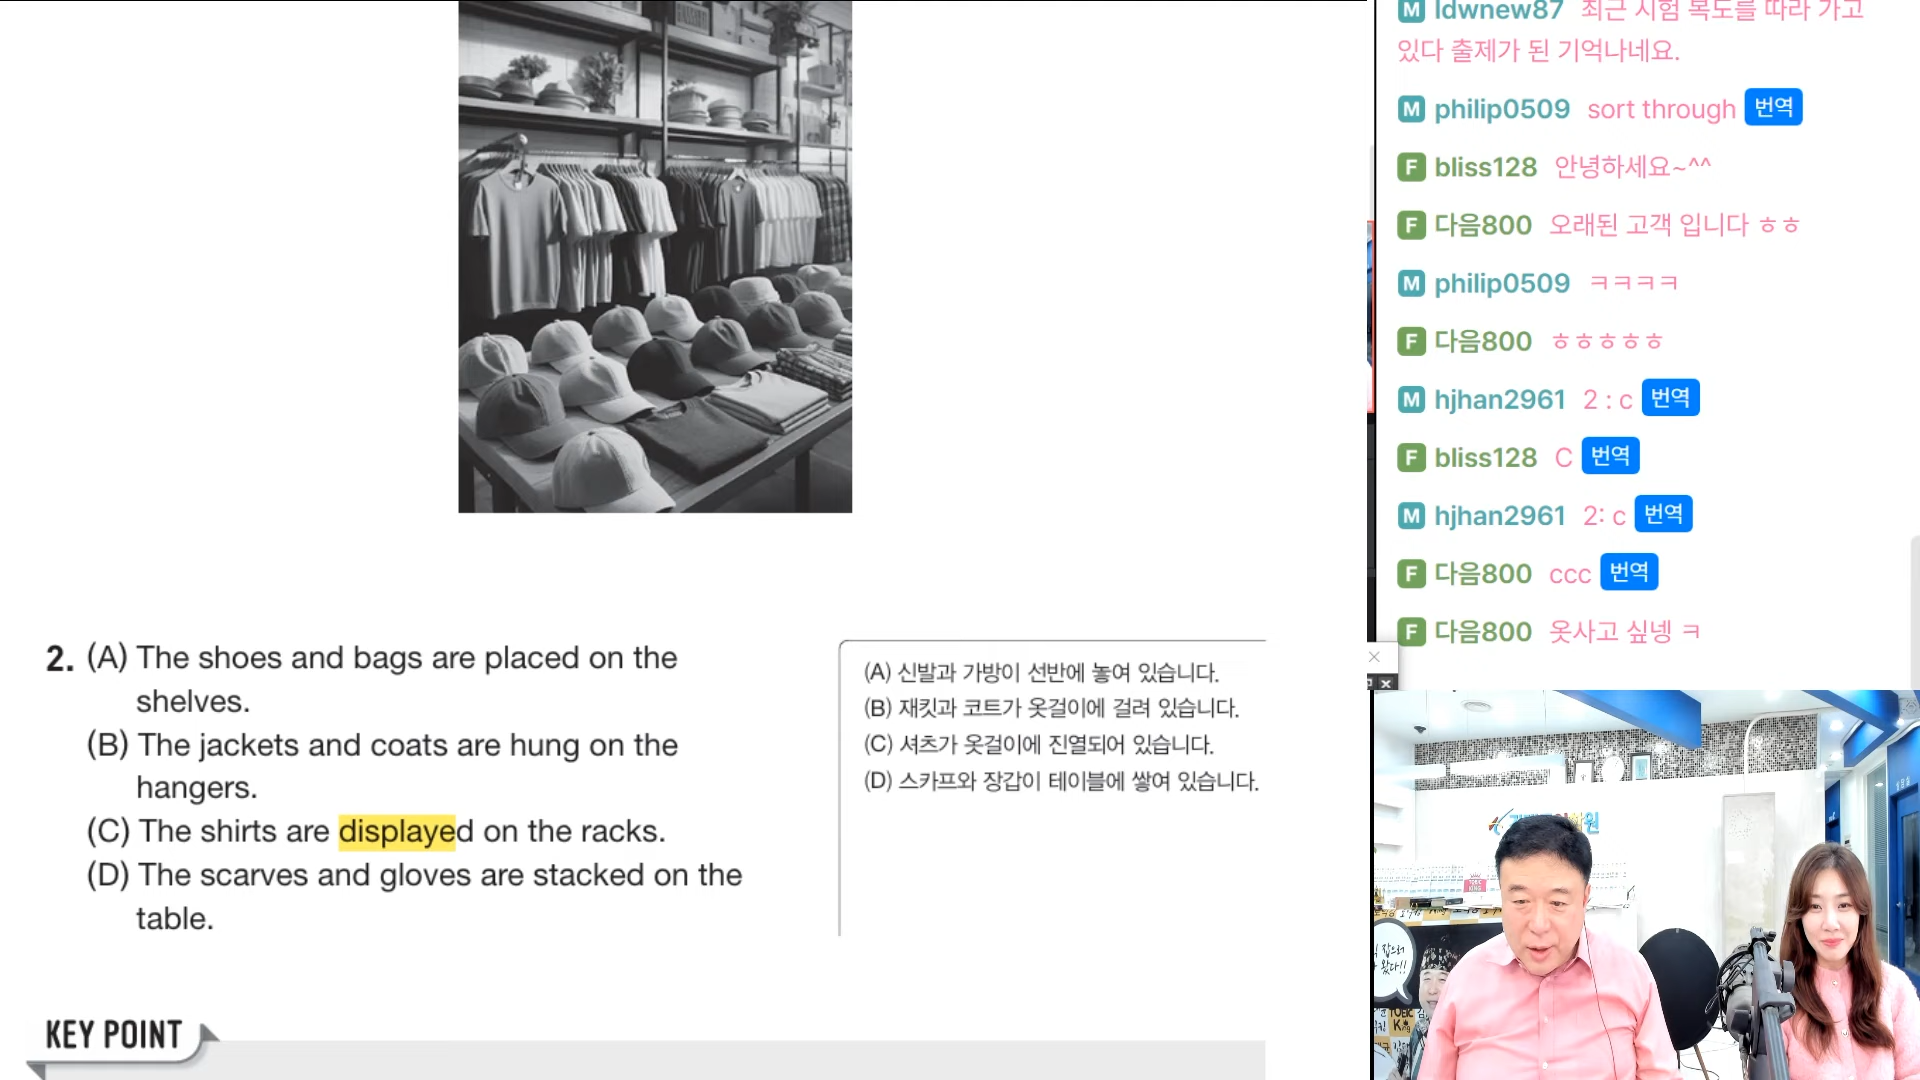 2. (A) The shoes and bags are placed on the
shelves.
(B) The jackets and coats are hung on the
hangers.
(C) The shirts are displayed on the racks.
(D) The scarves and gloves are stacked on the
table.
(A) 신발과 가방이 선반에 놓여 있습니다.
(B) 재킷과 코트가 옷걸이에 걸려 있습니다.
(C) 셔츠가 옷걸이에 진열되어 있습니다.
(D) 스카프와 장갑이 테이블에 쌓여 있습니다.
KEY POINT
M ldwnew87 최근 시험 복도를 따라 가고
있다 출제가 된 기억나네요.
M philip0509 sort through 번역
F bliss128 안녕하세요~^^
F 다음800 오래된 고객 입니다 ㅎㅎ
M philip0509 ㅋㅋㅋㅋ
F 다음800 ㅎㅎㅎㅎㅎ
M hjhan2961 2 : c 번역
F bliss128 C 번역
M hjhan2961 2: c 번역
F 다음800 ccc 번역
F 다음800 옷사고 싶넹 ㅋ